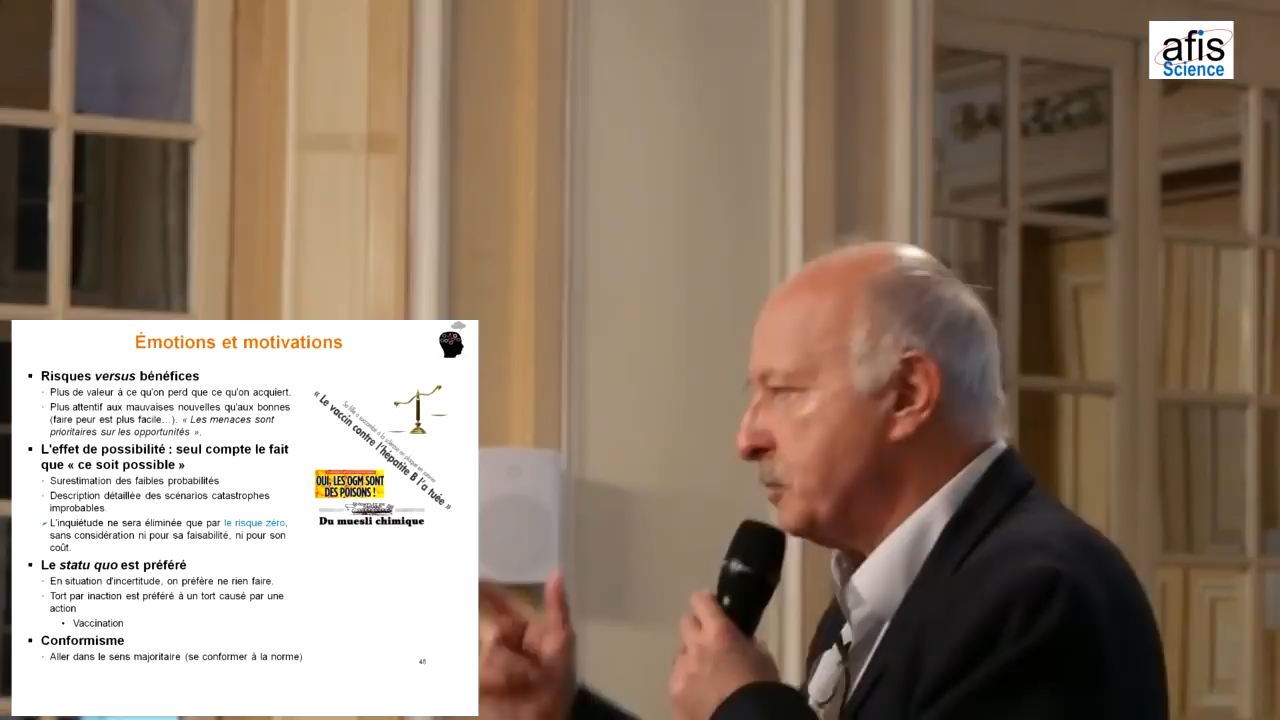 afis
Science
Émotions et motivations
Risques versus bénéfices
Plus de valeur à ce qu'on perd que ce qu'on acquiert.
Plus attentif aux mauvaises nouvelles qu'aux bonnes
(faire peur est plus facile…). « Les menaces sont
prioritaires sur les opportunités ».
L'effet de possibilité : seul compte le fait
que « ce soit possible »
Surestimation des faibles probabilités
Description détaillée des scénarios catastrophes
improbables.
L'inquiétude ne sera éliminée que par le risque zéro,
sans considération ni pour sa faisabilité, ni pour son
coût.
Le statu quo est préféré
En situation d'incertitude, on préfère ne rien faire.
Tort par inaction est préféré à un tort causé par une
action
Vaccination
Conformisme
Aller dans le sens majoritaire (se conformer à la norme)
« Le vaccin contre l'hépatite B l'a tuée »
OUI, LES OGM SONT
DES POISONS !
Du muesli chimique
48